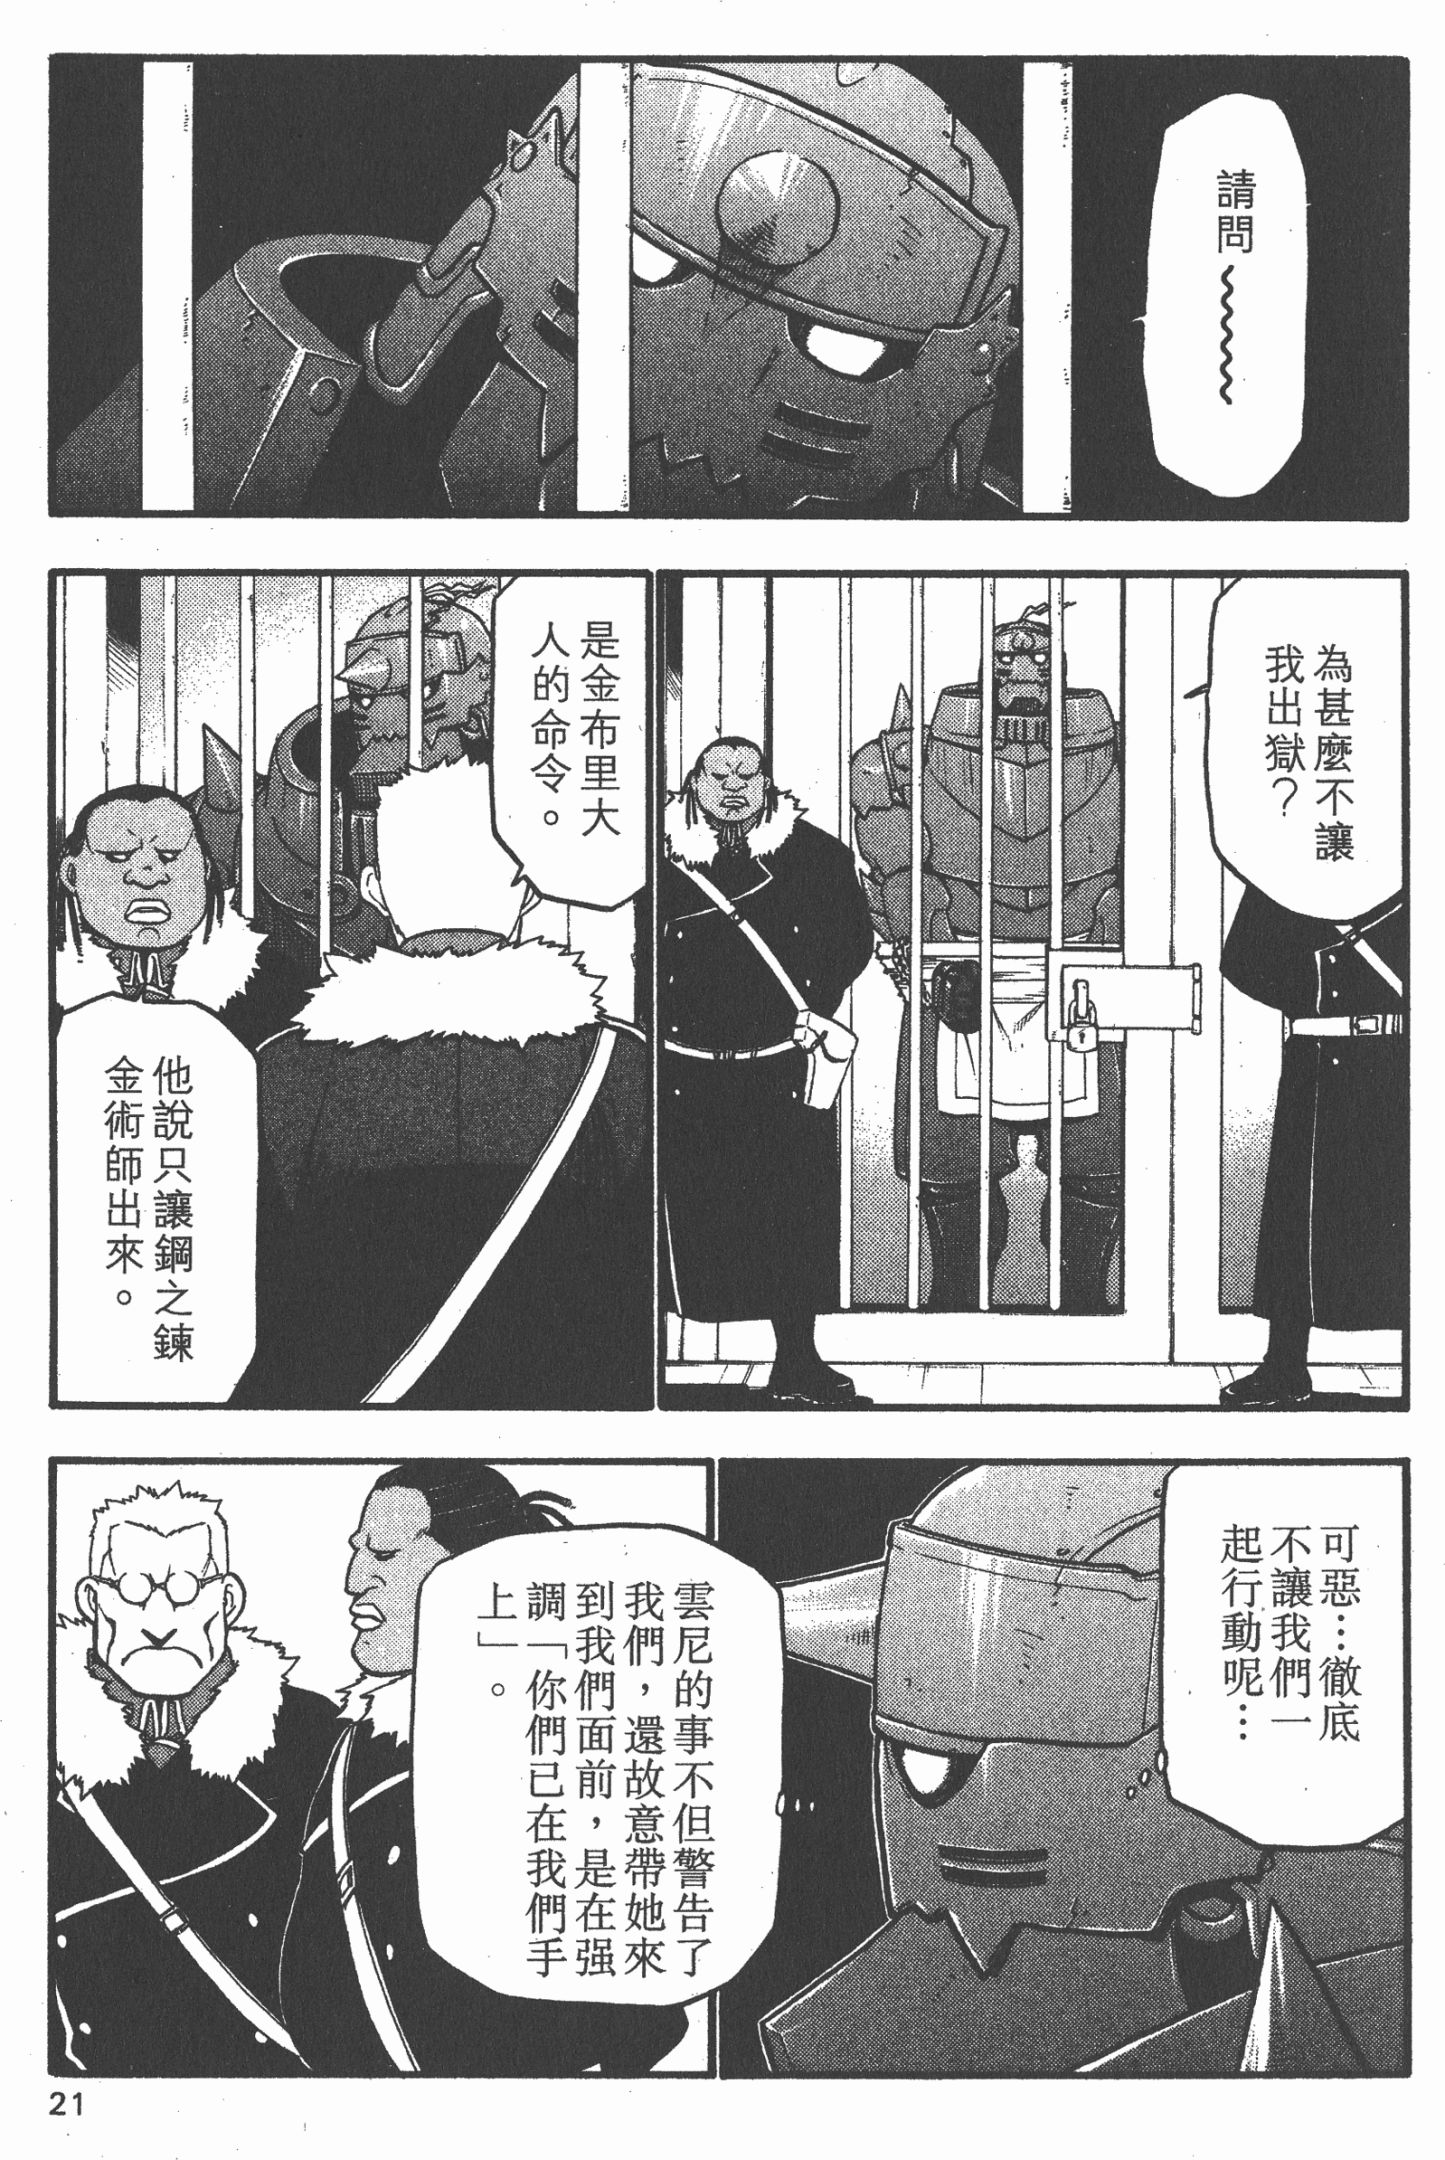 請問～
為甚麼不讓
我出獄？
是金布里大
人的命令。
他說只讓鋼之鍊
金術師出來。
可惡…徹底
不讓我們一
起行動呢…
雲尼的事不但警告了
我們，還故意帶她來
到我們面前，是在强
調「你們已在我們手
上」。
21